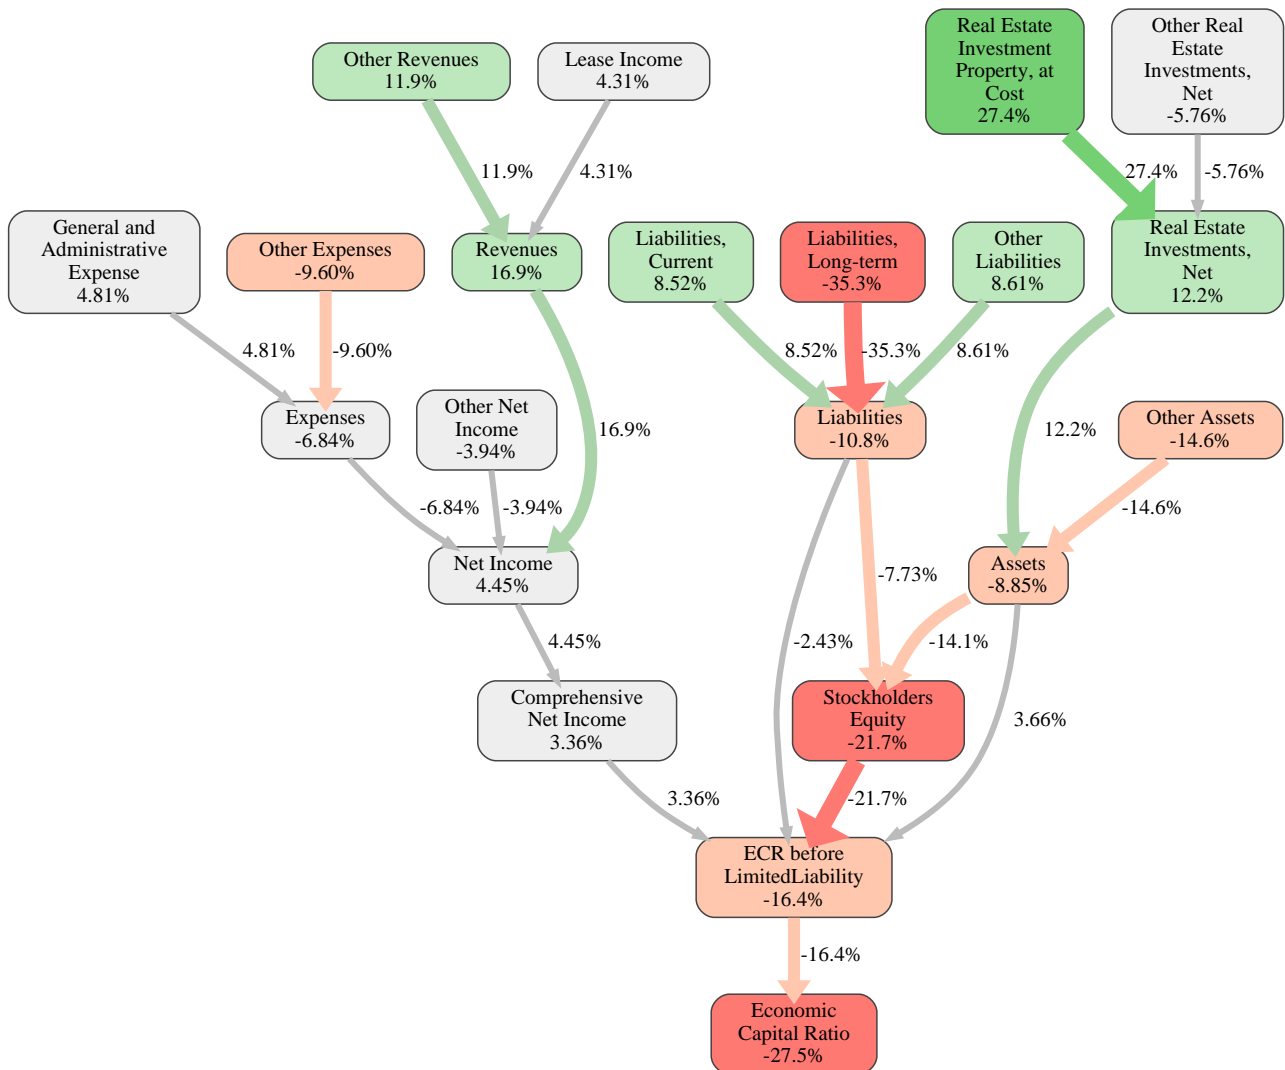 Other Revenues
11.9%
Lease Income
4.31%
Real Estate
Investment
Property, at
Cost
27.4%
Other Real
Estate
Investments,
Net
-5.76%
11.9%
4.31%
27.4%
-5.76%
General and
Administrative
Expense
4.81%
Other Expenses
-9.60%
Revenues
16.9%
Liabilities,
Current
8.52%
Liabilities,
Long-term
-35.3%
Other
Liabilities
8.61%
Real Estate
Investments,
Net
12.2%
4.81%
-9.60%
8.52%
-35.3%
8.61%
Expenses
-6.84%
Other Net
Income
-3.94%
16.9%
Liabilities
-10.8%
12.2%
Other Assets
-14.6%
-6.84%
-3.94%
-14.6%
Net Income
4.45%
-7.73%
Assets
-8.85%
4.45%
-2.43%
-14.1%
Comprehensive
Net Income
3.36%
Stockholders
Equity
-21.7%
3.66%
3.36%
-21.7%
ECR before
LimitedLiability
-16.4%
-16.4%
Economic
Capital Ratio
-27.5%